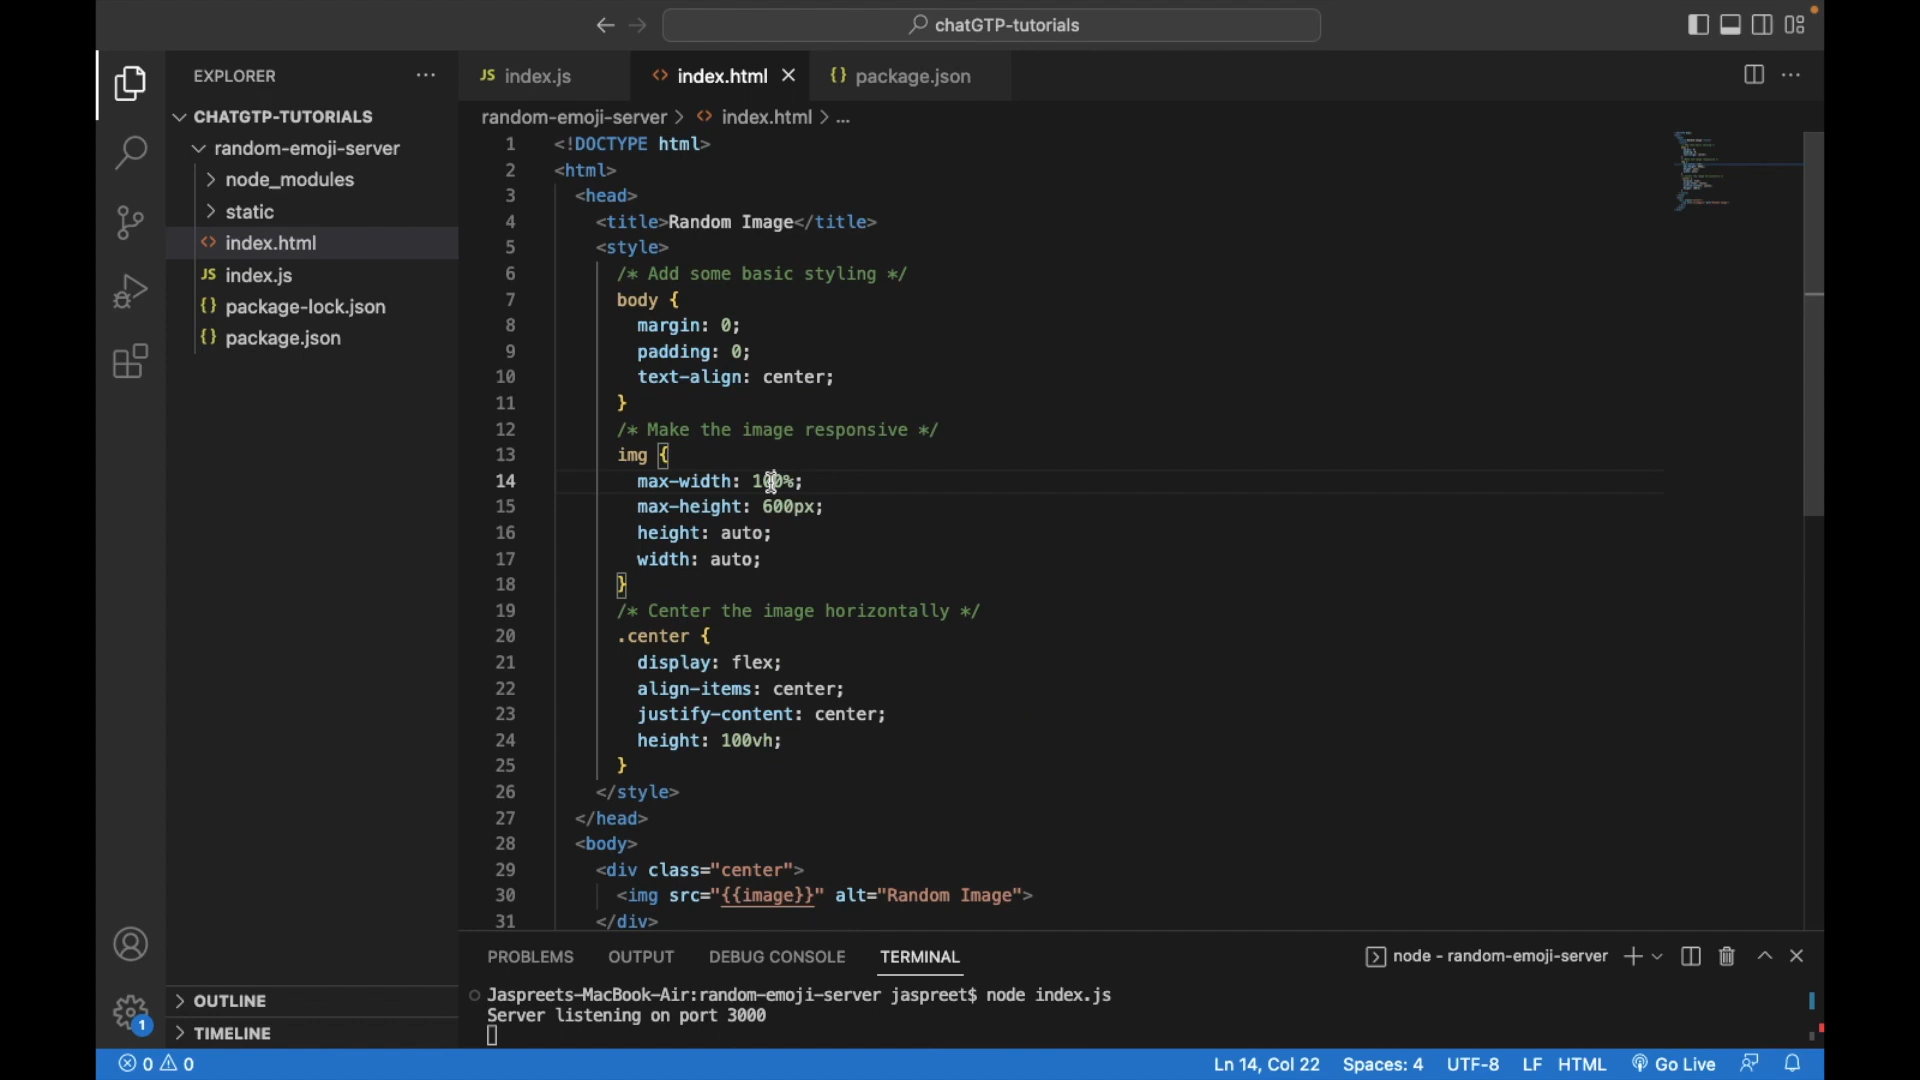 chatGTP-tutorials
EXPLORER
CHATGTP-TUTORIALS
random-emoji-server
node_modules
static
<> index.html
JS index.js
{} package-lock.json
{} package.json
OUTLINE
TIMELINE
JS index.js
<> index.html
{} package.json
random-emoji-server > <> index.html > ...
1 <!DOCTYPE html>
2 <html>
3 <head>
4 <title>Random Image</title>
5 <style>
6 /* Add some basic styling */
7 body {
8 margin: 0;
9 padding: 0;
10 text-align: center;
11 }
12 /* Make the image responsive */
13 img {
14 max-width: 100%;
15 max-height: 600px;
16 height: auto;
17 width: auto;
18 }
19 /* Center the image horizontally */
20 .center {
21 display: flex;
22 align-items: center;
23 justify-content: center;
24 height: 100vh;
25 }
26 </style>
27 </head>
28 <body>
29 <div class="center">
30 <img src="{{image}}" alt="Random Image">
31 </div>
PROBLEMS OUTPUT DEBUG CONSOLE TERMINAL
node - random-emoji-server
Jaspreets-MacBook-Air:random-emoji-server jaspreet$ node index.js
Server listening on port 3000
1
0 0
Ln 14, Col 22 Spaces: 4 UTF-8 LF HTML Go Live